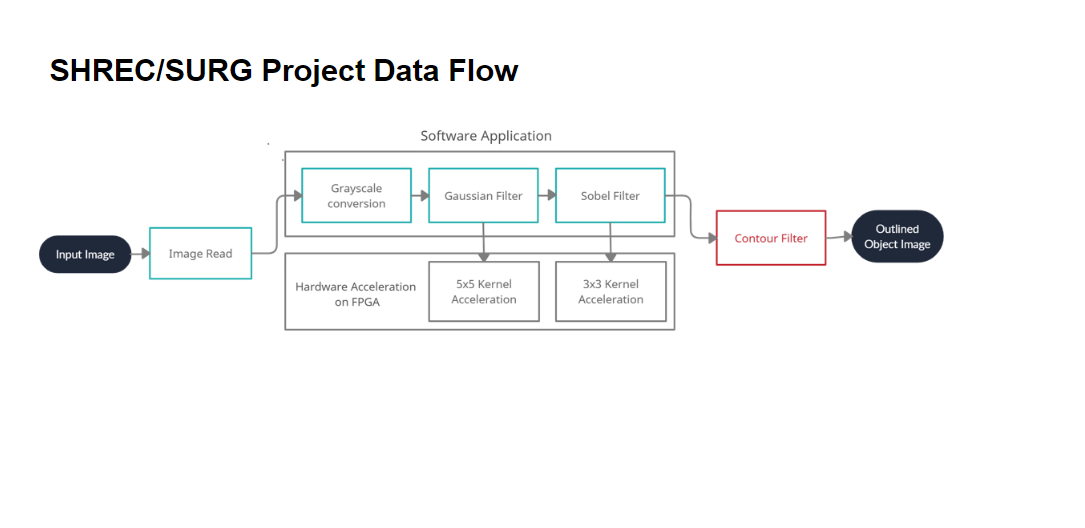 SHREC/SURG Project Data Flow
Software Application
Grayscale
conversion
Gaussian Filter
Sobel Filter
Input Image
Image Read
Contour Filter
Outlined
Object Image
Hardware Acceleration
on FPGA
5x5 Kernel
Acceleration
3x3 Kernel
Acceleration